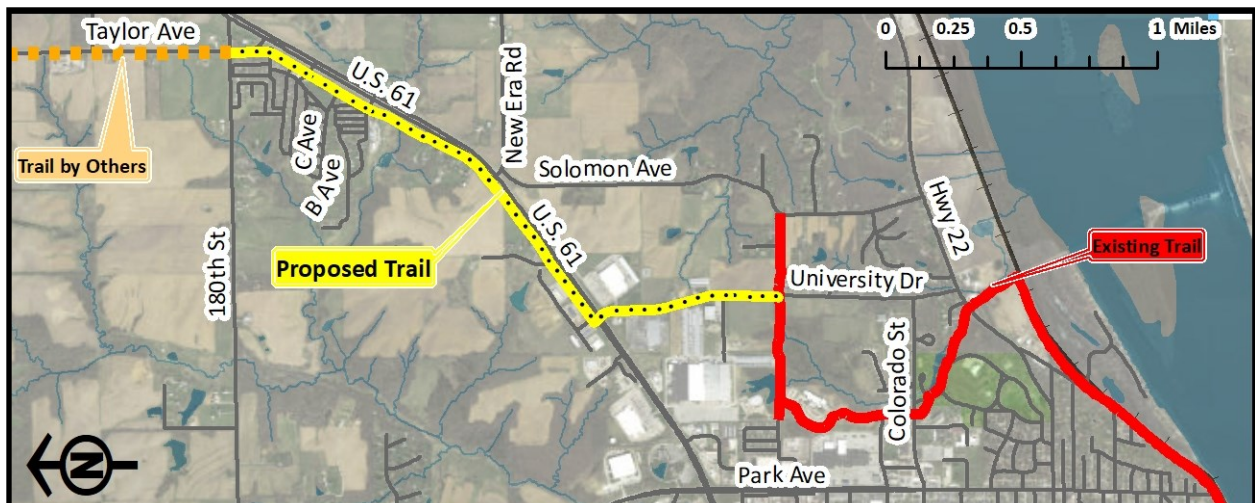 Taylor Ave
0 0.25 0.5 1 Miles
U.S. 61
New Era Rd
Trail by Others
C Ave
B Ave
Solomon Ave
Hwy 22
180th St
U.S. 61
Proposed Trail
Existing Trail
University Dr
Colorado St
N
Park Ave